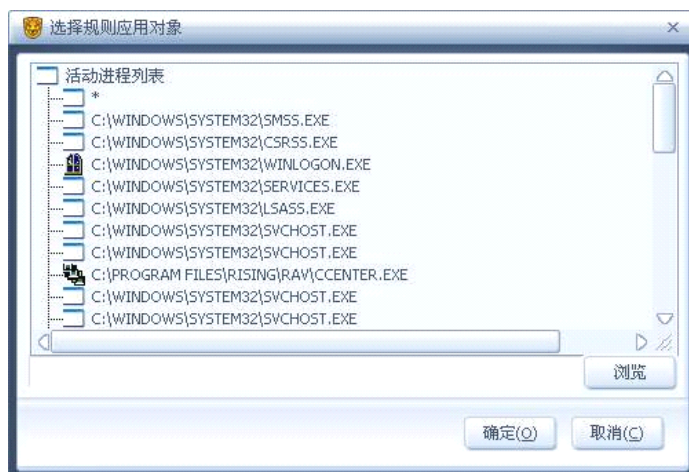 选择规则应用对象
活动进程列表
*
C:\WINDOWS\SYSTEM32\SMSS.EXE
C:\WINDOWS\SYSTEM32\CSRSS.EXE
C:\WINDOWS\SYSTEM32\WINLOGON.EXE
C:\WINDOWS\SYSTEM32\SERVICES.EXE
C:\WINDOWS\SYSTEM32\LSASS.EXE
C:\WINDOWS\SYSTEM32\SVCHOST.EXE
C:\WINDOWS\SYSTEM32\SVCHOST.EXE
C:\PROGRAM FILES\RISING\RAV\CCENTER.EXE
C:\WINDOWS\SYSTEM32\SVCHOST.EXE
C:\WINDOWS\SYSTEM32\SVCHOST.EXE
浏览
确定(O) 取消(C)